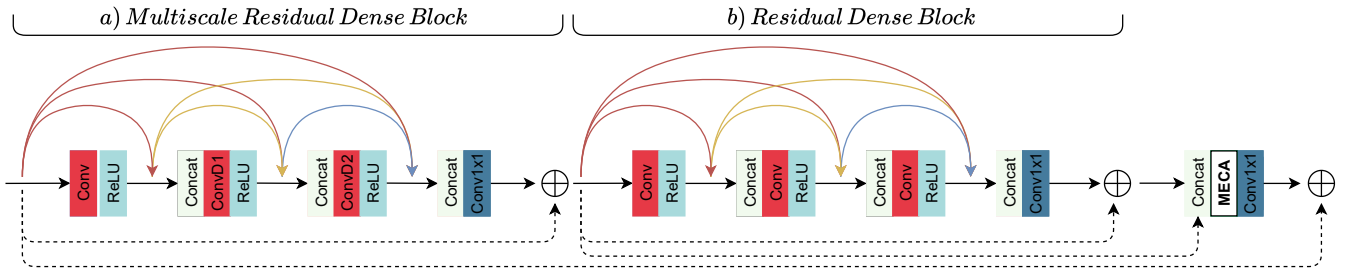 a) Multiscale Residual Dense Block
b) Residual Dense Block
Conv
ReLU
Concat
ConvD1
ReLU
Concat
ConvD2
ReLU
Concat
Conv1x1
Conv
ReLU
Concat
Conv
ReLU
Concat
Conv
ReLU
Concat
Conv1x1
Concat
MECA
Conv1x1